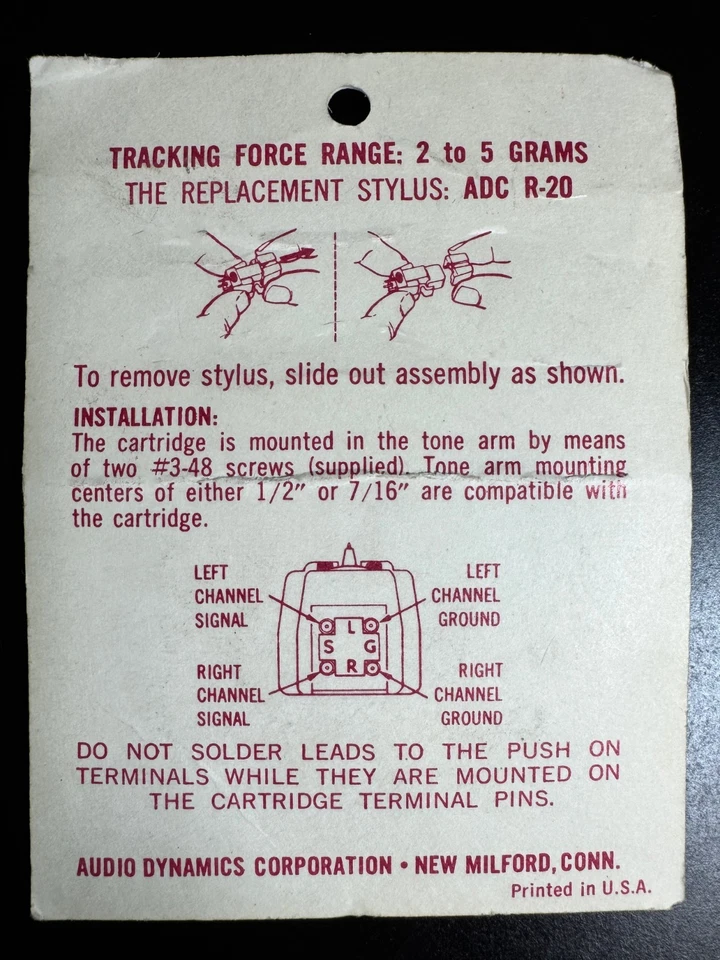 TRACKING FORCE RANGE: 2 to 5 GRAMS
THE REPLACEMENT STYLUS: ADC R-20
To remove stylus, slide out assembly as shown.
INSTALLATION:
The cartridge is mounted in the tone arm by means
of two #3-48 screws (supplied). Tone arm mounting
centers of either 1/2″ or 7/16″ are compatible with
the cartridge.
LEFT
CHANNEL
SIGNAL
LEFT
CHANNEL
GROUND
L
S G
R
RIGHT
CHANNEL
SIGNAL
RIGHT
CHANNEL
GROUND
DO NOT SOLDER LEADS TO THE PUSH ON
TERMINALS WHILE THEY ARE MOUNTED ON
THE CARTRIDGE TERMINAL PINS.
AUDIO DYNAMICS CORPORATION • NEW MILFORD, CONN.
Printed in U.S.A.